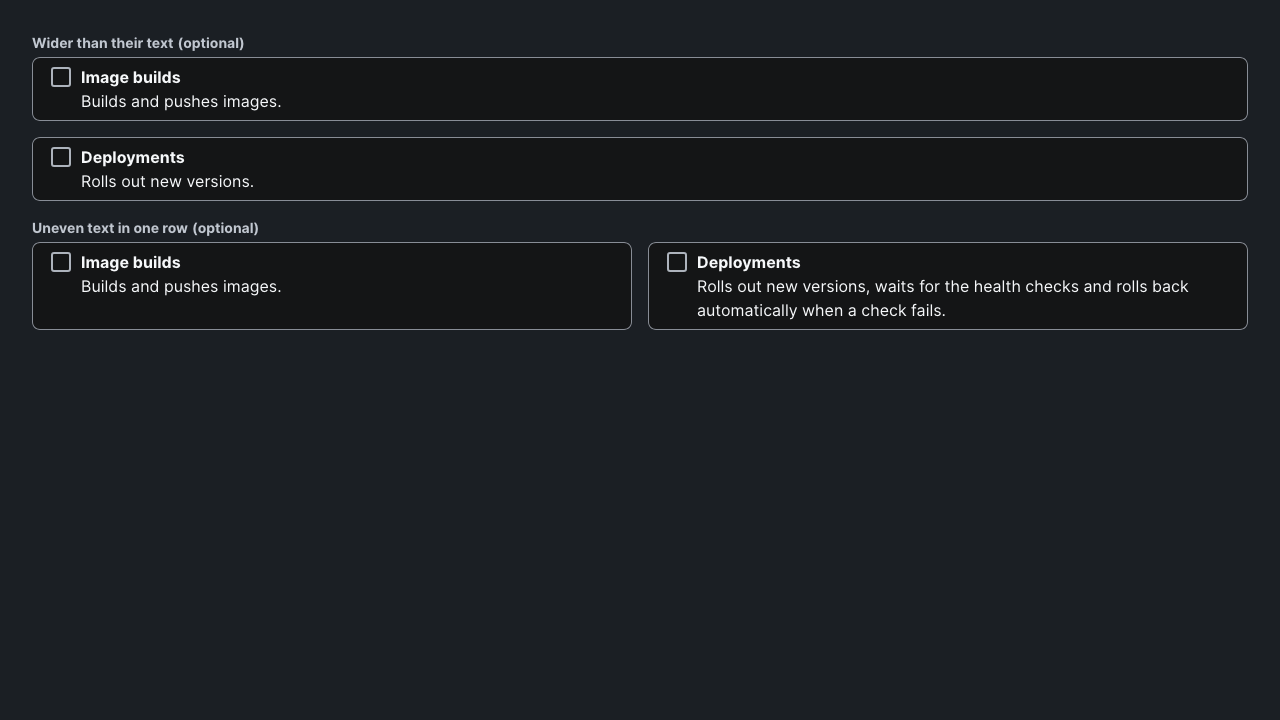 Wider than their text (optional)
Image builds
Builds and pushes images.
Deployments
Rolls out new versions.
Uneven text in one row (optional)
Image builds
Builds and pushes images.
Deployments
Rolls out new versions, waits for the health checks and rolls back
automatically when a check fails.